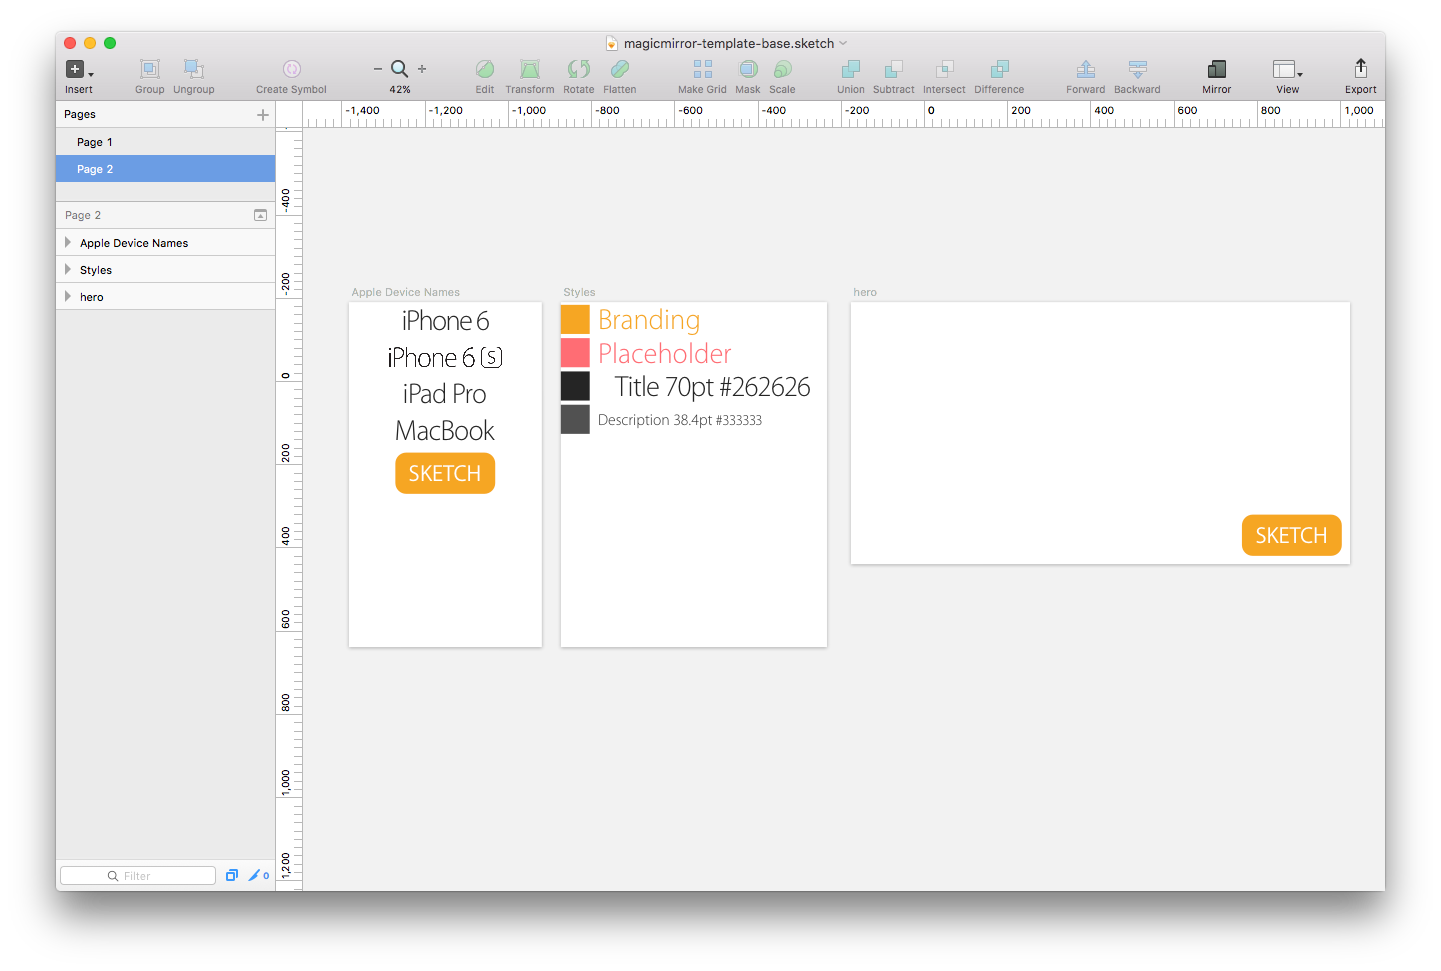 magicmirror-template-base.sketch
Insert
Group
Ungroup
Create Symbol
42%
Edit
Transform
Rotate
Flatten
Make Grid
Mask
Scale
Union
Subtract
Intersect
Difference
Forward
Backward
Mirror
View
Export
Pages
-1,400 -1,200 -1,000 -800 -600 -400 -200 0 200 400 600 800 1,000
Page 1
Page 2
Page 2
Apple Device Names
Styles
hero
-400
-200
0
200
400
600
800
1,000
1,200
Apple Device Names
iPhone 6
iPhone 6 (S)
iPad Pro
MacBook
SKETCH
Styles
Branding
Placeholder
Title 70pt #262626
Description 38.4pt #333333
hero
SKETCH
Filter
0